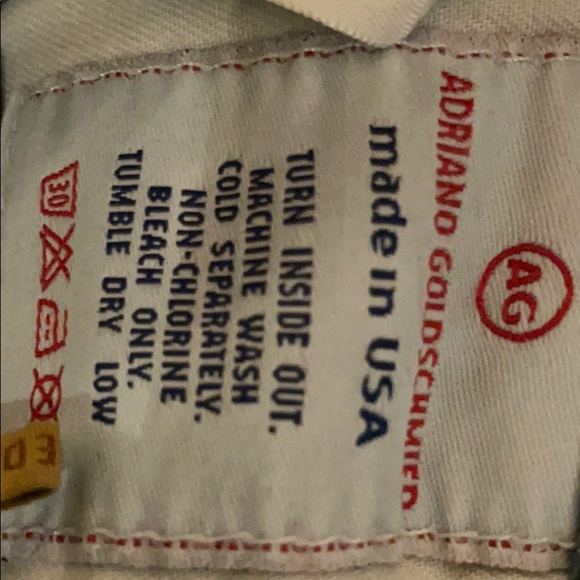 AG
ADRIANO GOLDSCHMIED
made in USA
TURN INSIDE OUT.
MACHINE WASH
COLD SEPARATELY.
NON-CHLORINE
BLEACH ONLY.
TUMBLE DRY LOW
30